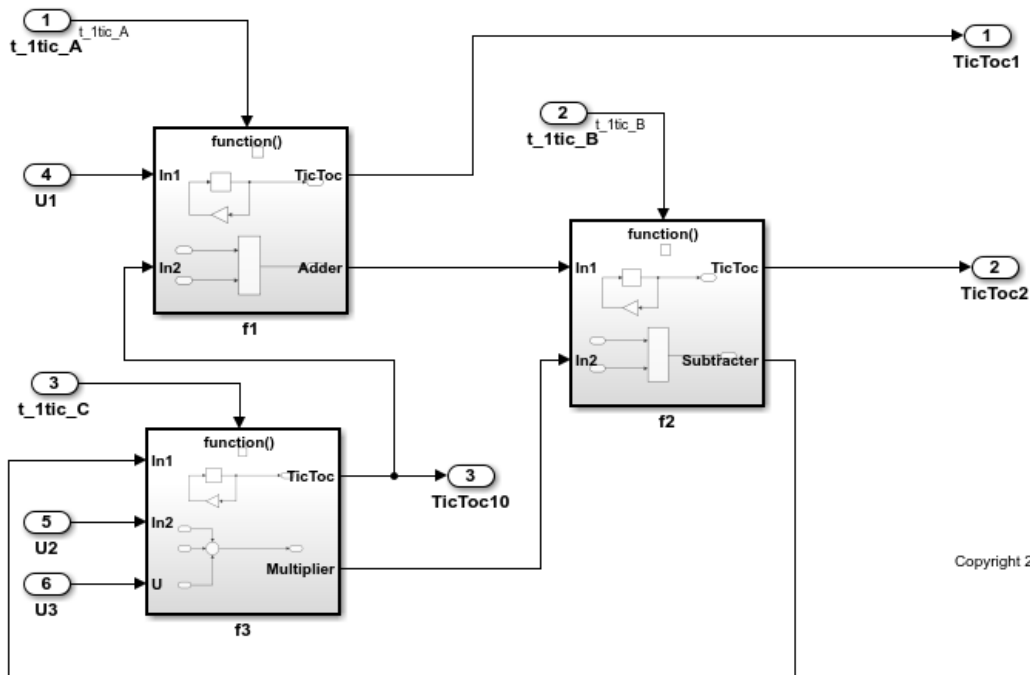 1
t_1tic_A
t_1tic_A
1
TicToc1
function()
4
U1
In1
TicToc
In2
Adder
f1
2
t_1tic_B
t_1tic_B
function()
In1
TicToc
In2
Subtracter
f2
2
TicToc2
3
t_1tic_C
function()
In1
TicToc
5
U2
In2
6
U3
U
Multiplier
f3
3
TicToc10
Copyright 2